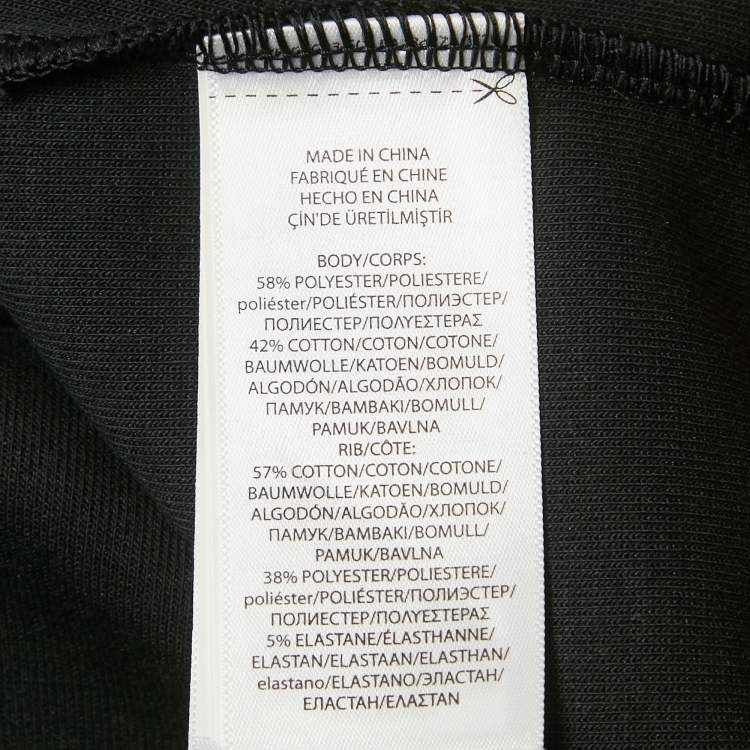 MADE IN CHINA
FABRIQUÉ EN CHINE
HECHO EN CHINA
ÇİN'DE ÜRETİLMİŞTİR
BODY/CORPS:
58% POLYESTER/POLIESTERE/
poliéster/POLIÉSTER/ПОЛИЭСТЕР/
ПОЛИЕСТЕР/ΠΟΛΥΕΣΤΕΡΑΣ
42% COTTON/COTON/COTONE/
BAUMWOLLE/KATOEN/BOMULD/
ALGODÓN/ALGODÃO/ХЛОПОК/
ПАМУК/ΒΑΜΒΑΚΙ/BOMULL/
PAMUK/BAVLNA
RIB/CÔTE:
57% COTTON/COTON/COTONE/
BAUMWOLLE/KATOEN/BOMULD/
ALGODÓN/ALGODÃO/ХЛОПОК/
ПАМУК/ΒΑΜΒΑΚΙ/BOMULL/
PAMUK/BAVLNA
38% POLYESTER/POLIESTERE/
poliéster/POLIÉSTER/ПОЛИЭСТЕР/
ПОЛИЕСТЕР/ΠΟΛΥΕΣΤΕΡΑΣ
5% ELASTANE/ÉLASTHANNE/
ELASTAN/ELASTAAN/ELASTHAN/
elastano/ELASTANO/ЭЛАСТАН/
ЕЛАСТАН/ΕΛΑΣΤΑΝ